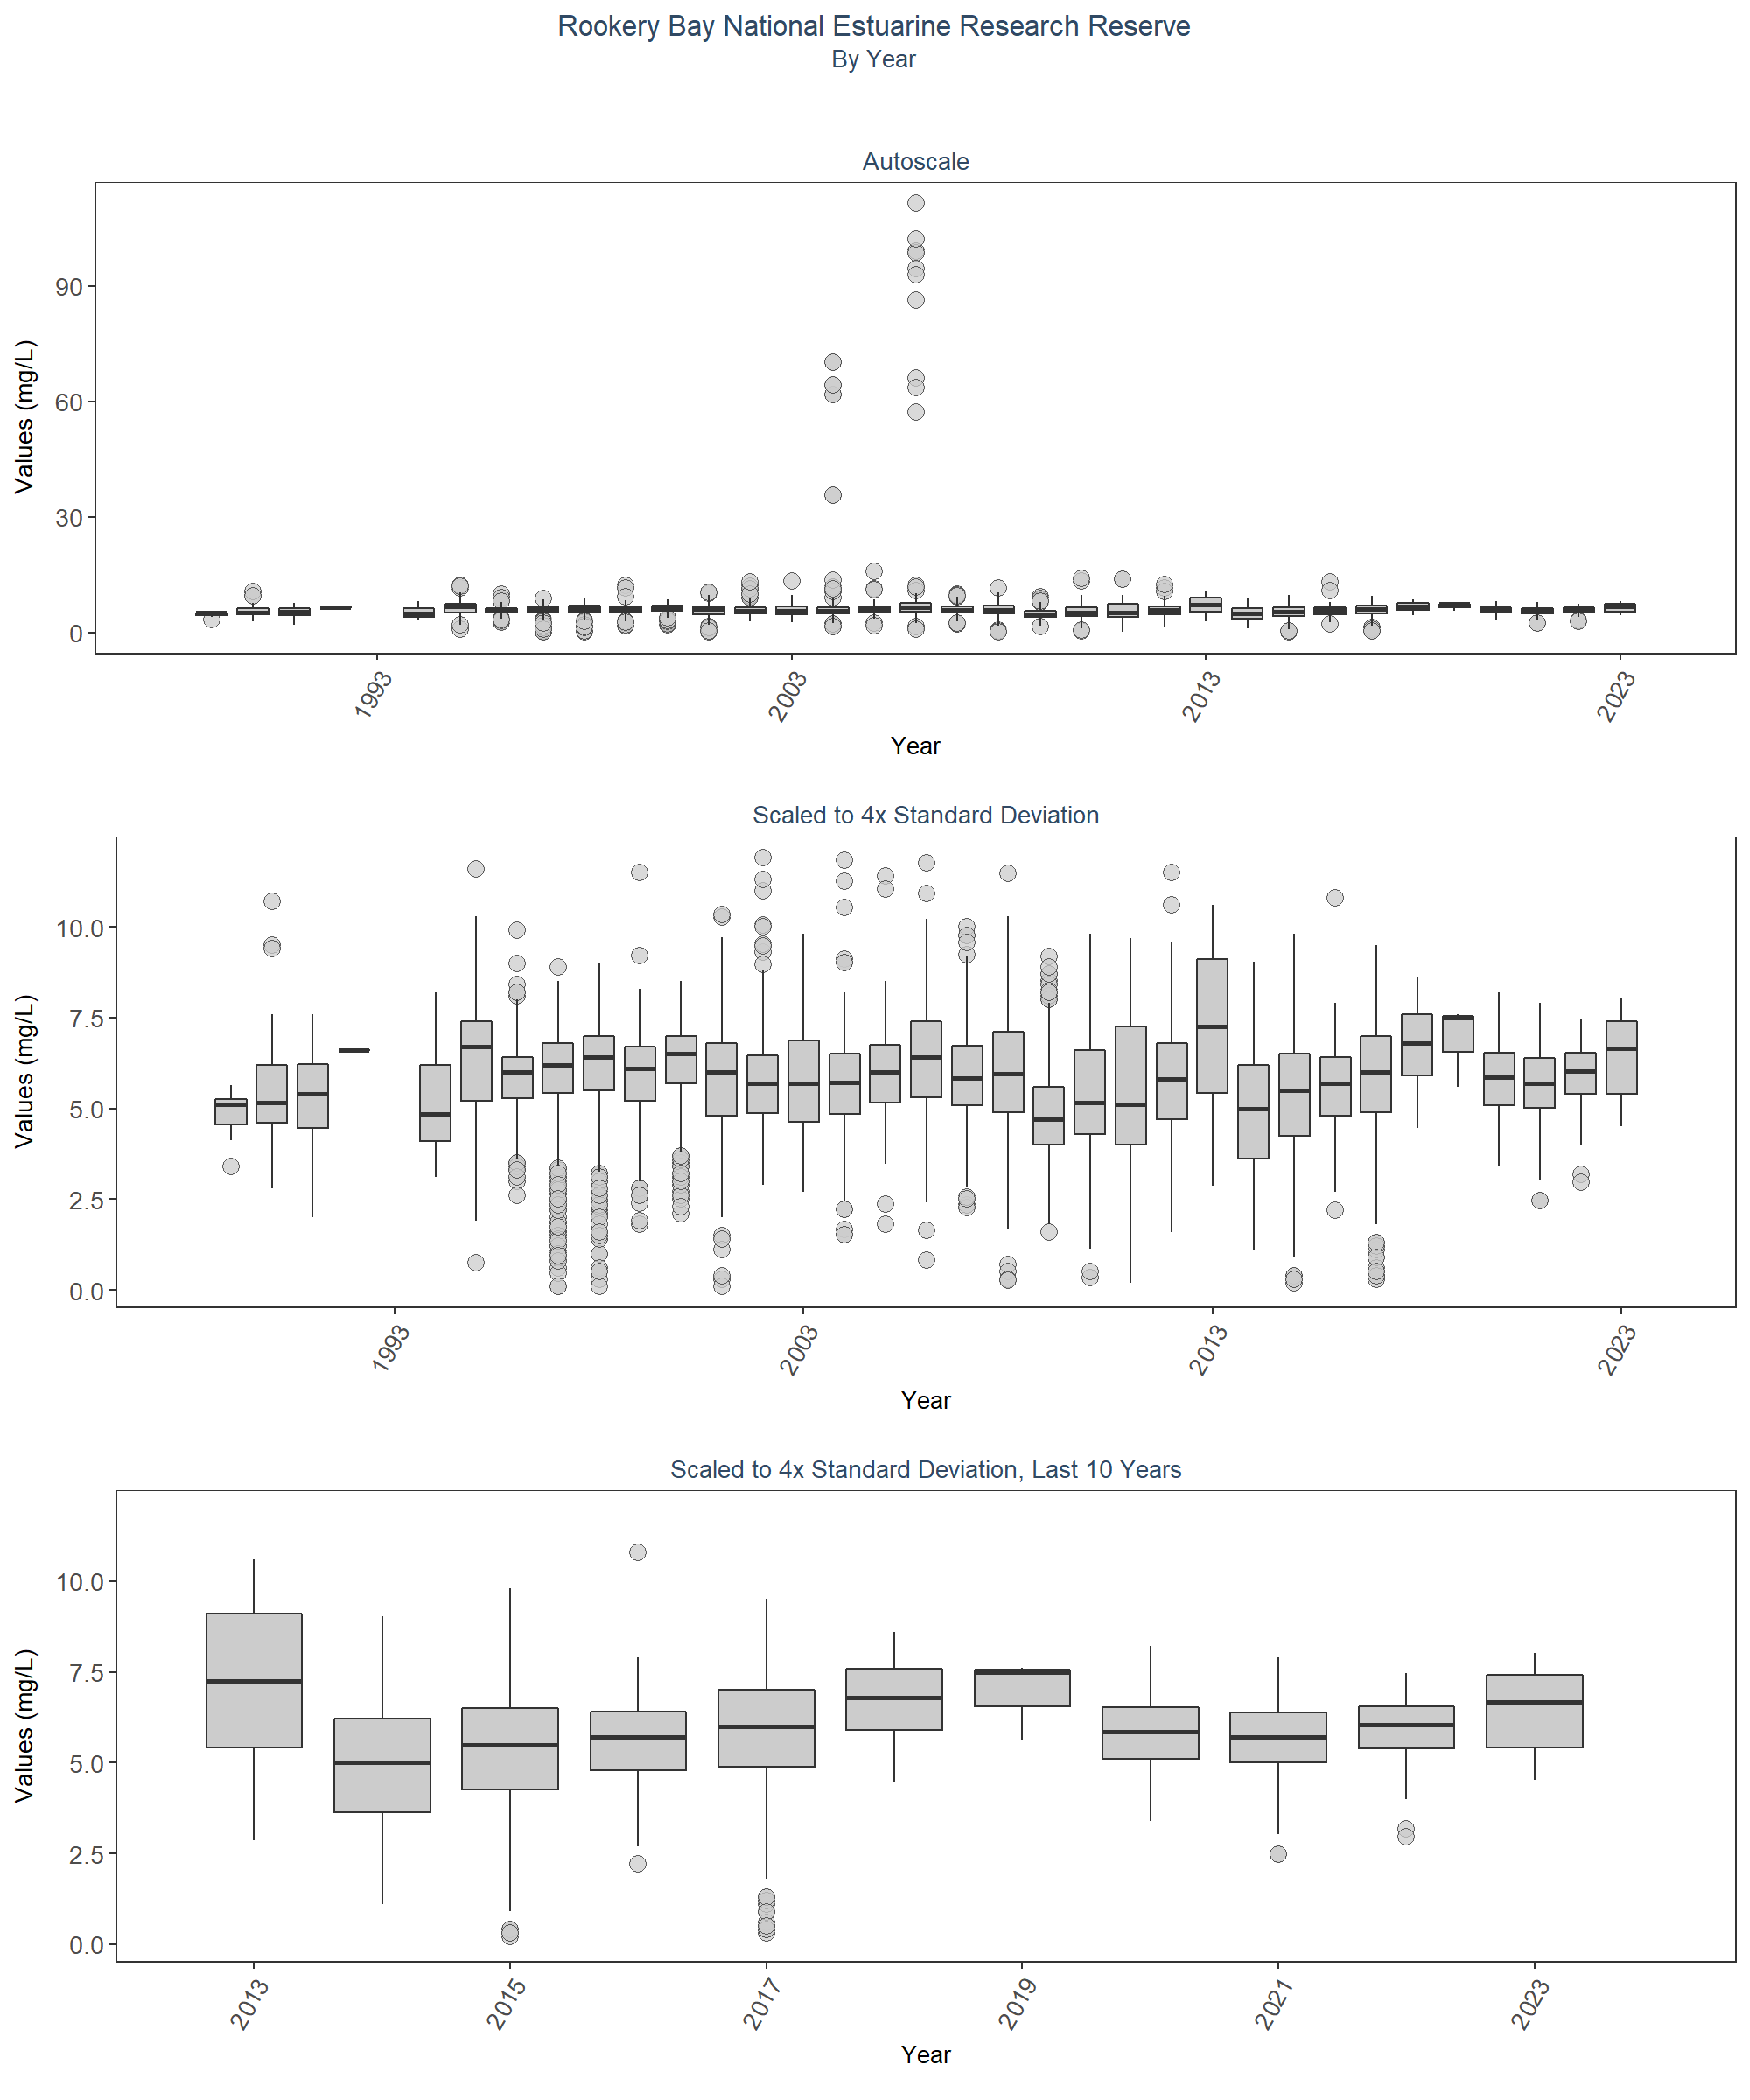 Rookery Bay National Estuarine Research Reserve
By Year
Autoscale
Values (mg/L)
90
60
30
0
1993
2003
2013
2023
Year
Scaled to 4x Standard Deviation
Values (mg/L)
10.0
7.5
5.0
2.5
0.0
1993
2003
2013
2023
Year
Scaled to 4x Standard Deviation, Last 10 Years
Values (mg/L)
10.0
7.5
5.0
2.5
0.0
2013
2015
2017
2019
2021
2023
Year